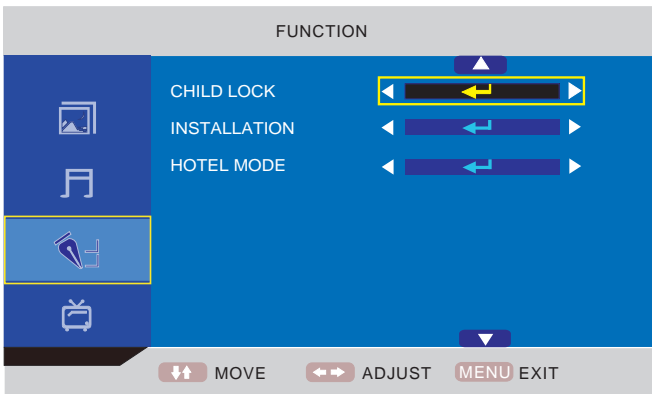 FUNCTION
CHILD LOCK
INSTALLATION
HOTEL MODE
MOVE ADJUST MENU EXIT